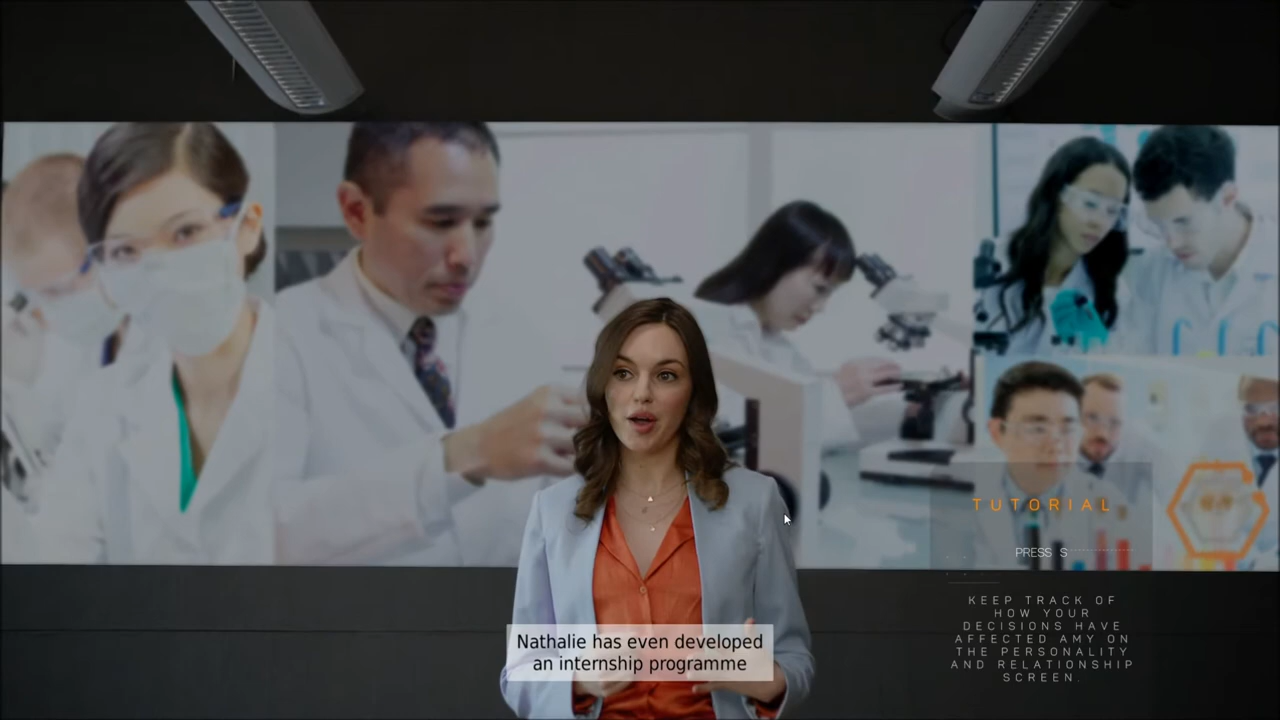 TUTORIAL
PRESS S
KEEP TRACK OF
HOW YOUR
DECISIONS HAVE
AFFECTED AMY ON
THE PERSONALITY
AND RELATIONSHIP
SCREEN.
Nathalie has even developed
an internship programme